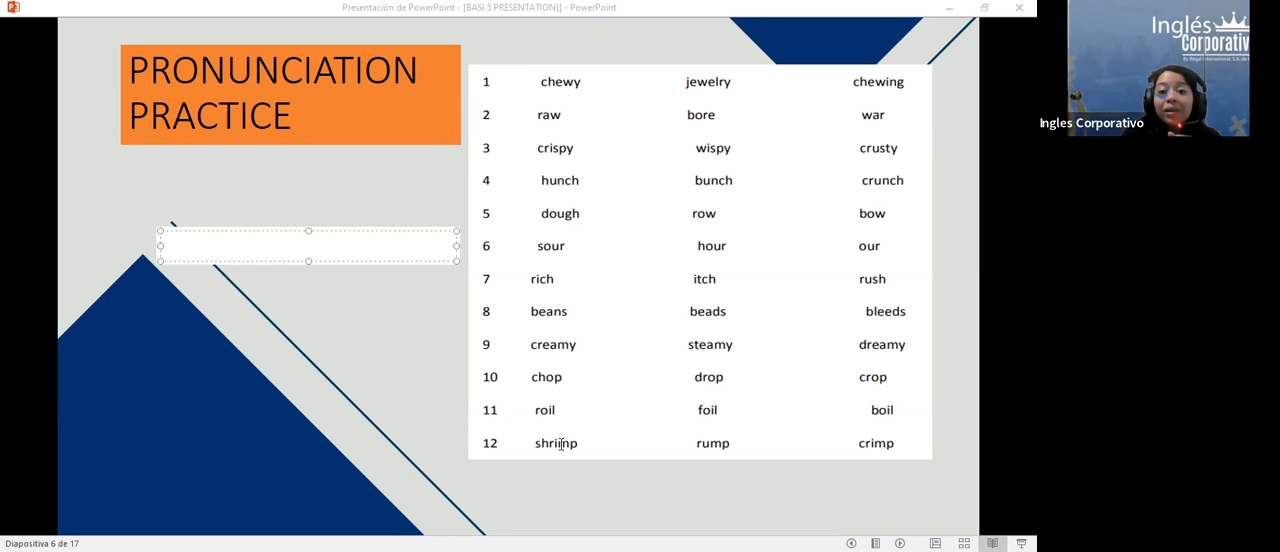 Presentación de PowerPoint - [BASI 5 PRESENTATION)] - PowerPoint
PRONUNCIATION
PRACTICE
1 chewy jewelry chewing
2 raw bore war
3 crispy wispy crusty
4 hunch bunch crunch
5 dough row bow
6 sour hour our
7 rich itch rush
8 beans beads bleeds
9 creamy steamy dreamy
10 chop drop crop
11 roil foil boil
12 shrimp rump crimp
Inglés
Corporativo
Ingles Corporativo
Diapositiva 6 de 17